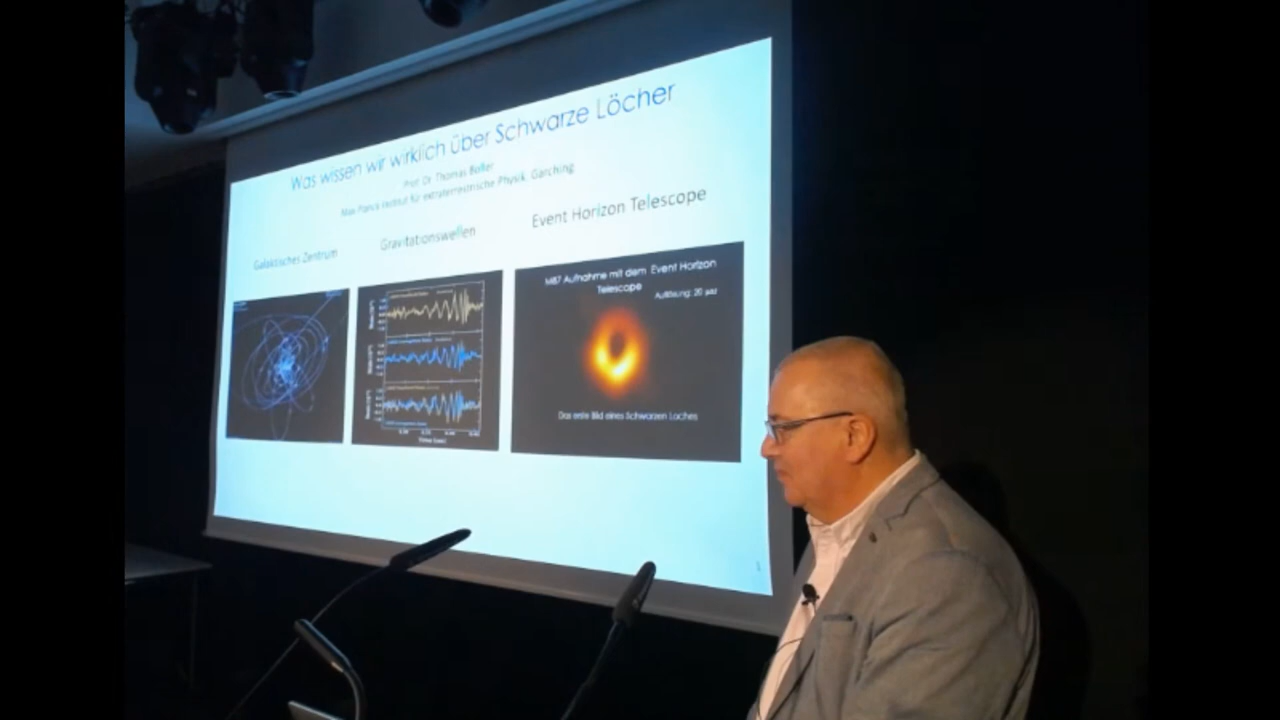 Was wissen wir wirklich über Schwarze Löcher
Prof. Dr. Thomas Boller
Max Planck Institut für extraterrestrische Physik, Garching
Galaktisches Zentrum
Gravitationswellen
Event Horizon Telescope
M87 Aufnahme mit dem Event Horizon
Telescope
Auflösung: 20 μas
Das erste Bild eines Schwarzen Loches
1